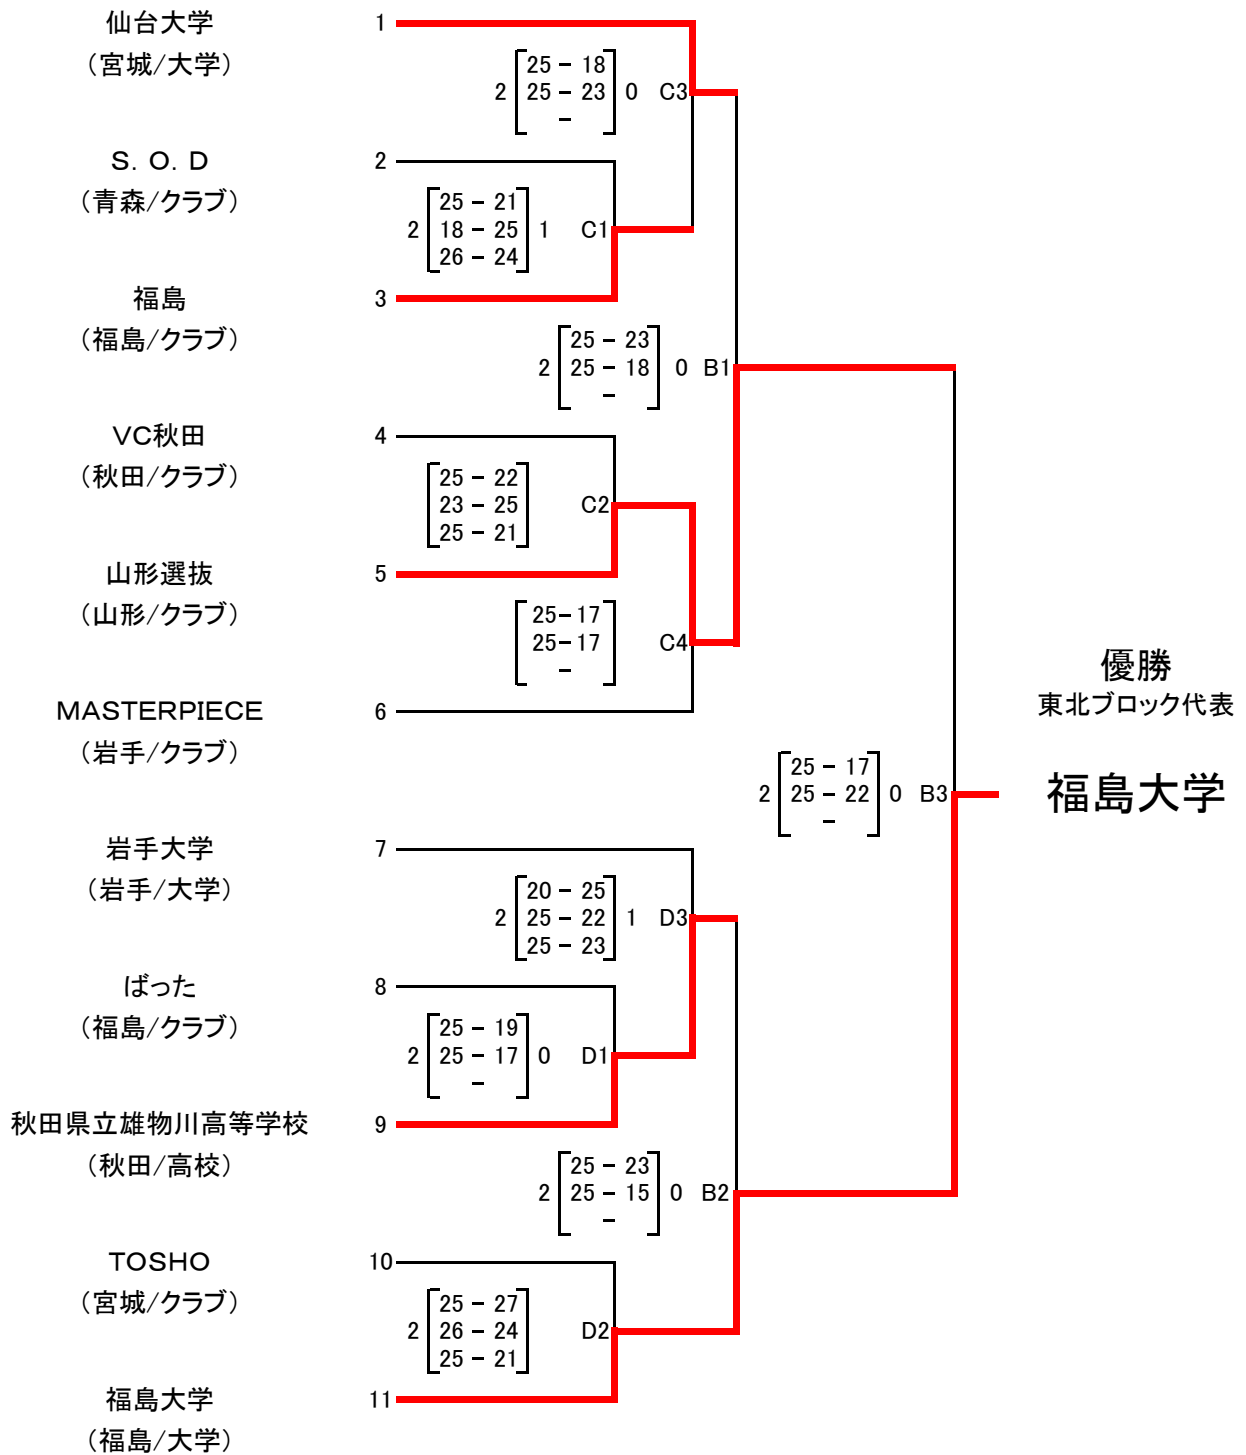 仙台大学 1
（宮城/大学）
25 － 18
2 25 － 23 0 C3
－
S．O．D 2
（青森/クラブ）
25 － 21
2 18 － 25 1 C1
26 － 24
福島 3
（福島/クラブ）
25 － 23
2 25 － 18 0 B1
－
VC秋田 4
（秋田/クラブ）
25 － 22
23 － 25 C2
25 － 21
山形選抜 5
（山形/クラブ）
25－17
25－17 C4
－
MASTERPIECE 6
（岩手/クラブ）
優勝
東北ブロック代表
福島大学
25 － 17
2 25 － 22 0 B3
－
岩手大学 7
（岩手/大学）
20 － 25
2 25 － 22 1 D3
25 － 23
ばった 8
（福島/クラブ）
25 － 19
2 25 － 17 0 D1
－
秋田県立雄物川高等学校 9
（秋田/高校）
25 － 23
2 25 － 15 0 B2
－
TOSHO 10
（宮城/クラブ）
25 － 27
2 26 － 24 D2
25 － 21
福島大学 11
（福島/大学）